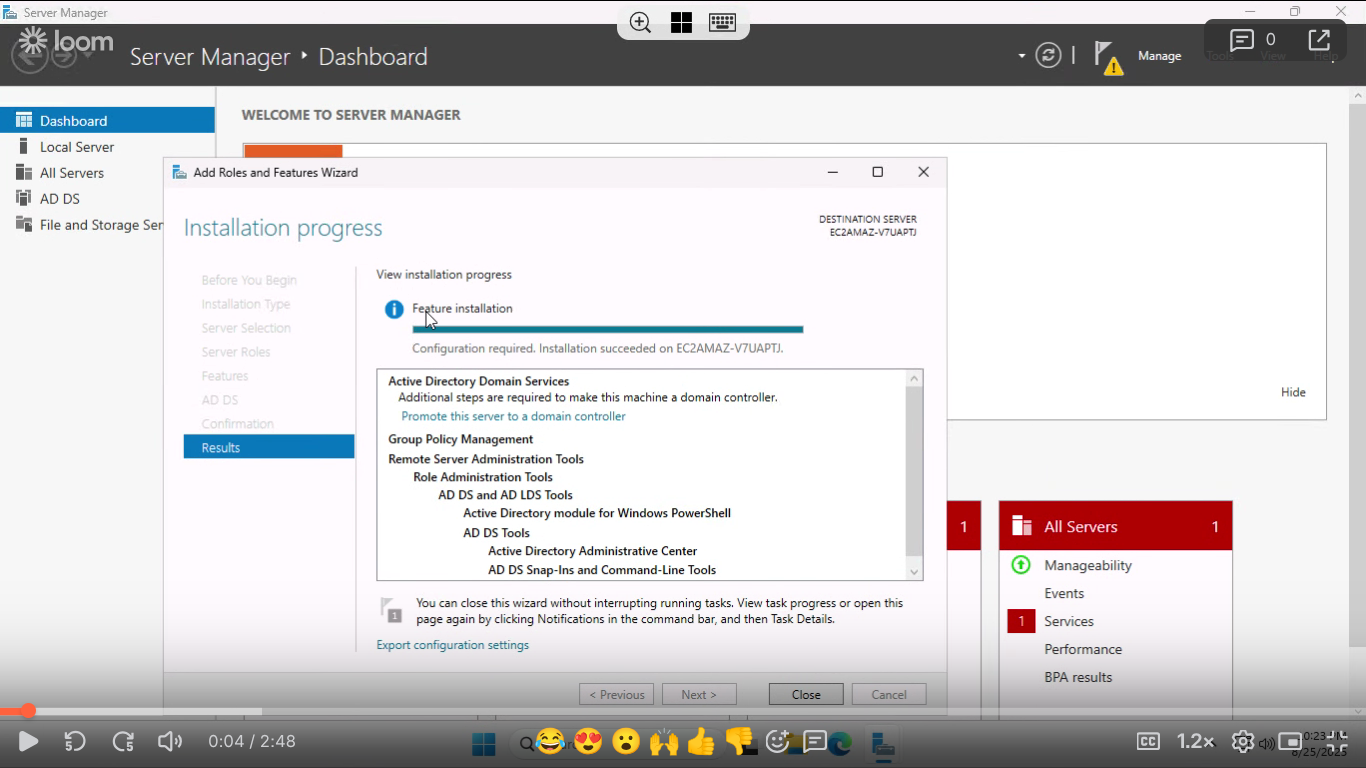 Server Manager
loom
Server Manager ‣ Dashboard
Manage
Tools
View
Help
0
Dashboard
Local Server
All Servers
AD DS
File and Storage Ser
WELCOME TO SERVER MANAGER
Add Roles and Features Wizard
Installation progress
DESTINATION SERVER
EC2AMAZ-V7UAPTJ
Before You Begin
Installation Type
Server Selection
Server Roles
Features
AD DS
Confirmation
Results
View installation progress
Feature installation
Configuration required. Installation succeeded on EC2AMAZ-V7UAPTJ.
Active Directory Domain Services
Additional steps are required to make this machine a domain controller.
Promote this server to a domain controller
Group Policy Management
Remote Server Administration Tools
Role Administration Tools
AD DS and AD LDS Tools
Active Directory module for Windows PowerShell
AD DS Tools
Active Directory Administrative Center
AD DS Snap-Ins and Command-Line Tools
1
You can close this wizard without interrupting running tasks. View task progress or open this
page again by clicking Notifications in the command bar, and then Task Details.
Export configuration settings
< Previous
Next >
Close
Cancel
Hide
1
All Servers
1
Manageability
Events
1
Services
Performance
BPA results
0:04 / 2:48
CC
1.2×